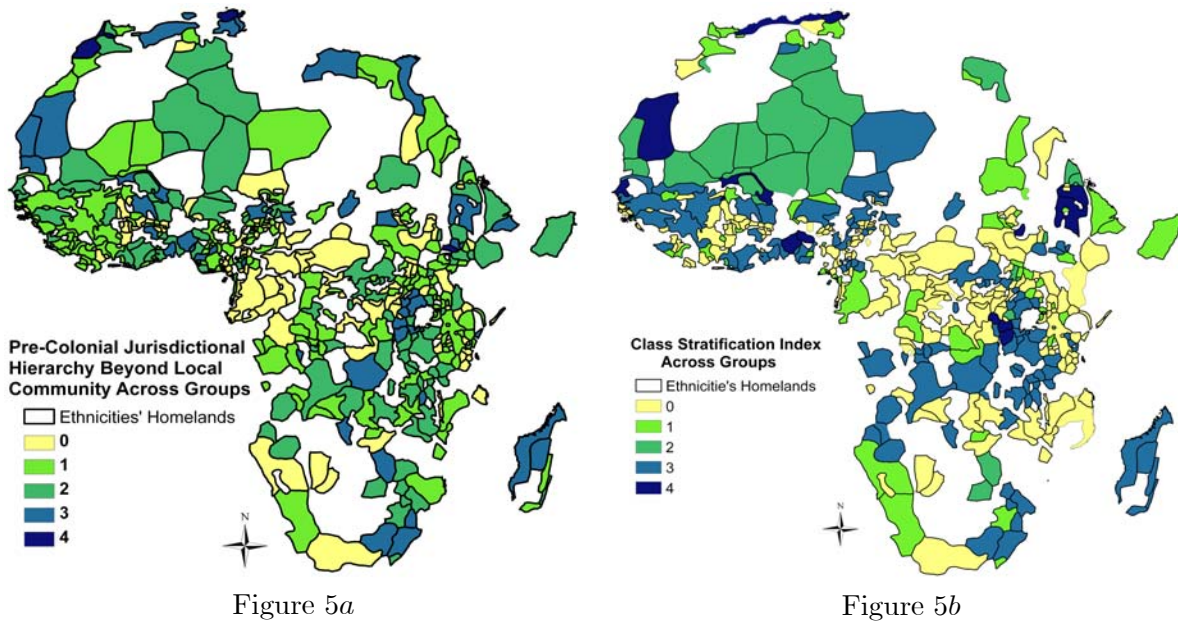 Pre-Colonial Jurisdictional
Hierarchy Beyond Local
Community Across Groups
Ethnicities' Homelands
0
1
2
3
4
N
Figure 5a
Class Stratification Index
Across Groups
Ethnicitie's Homelands
0
1
2
3
4
N
Figure 5b